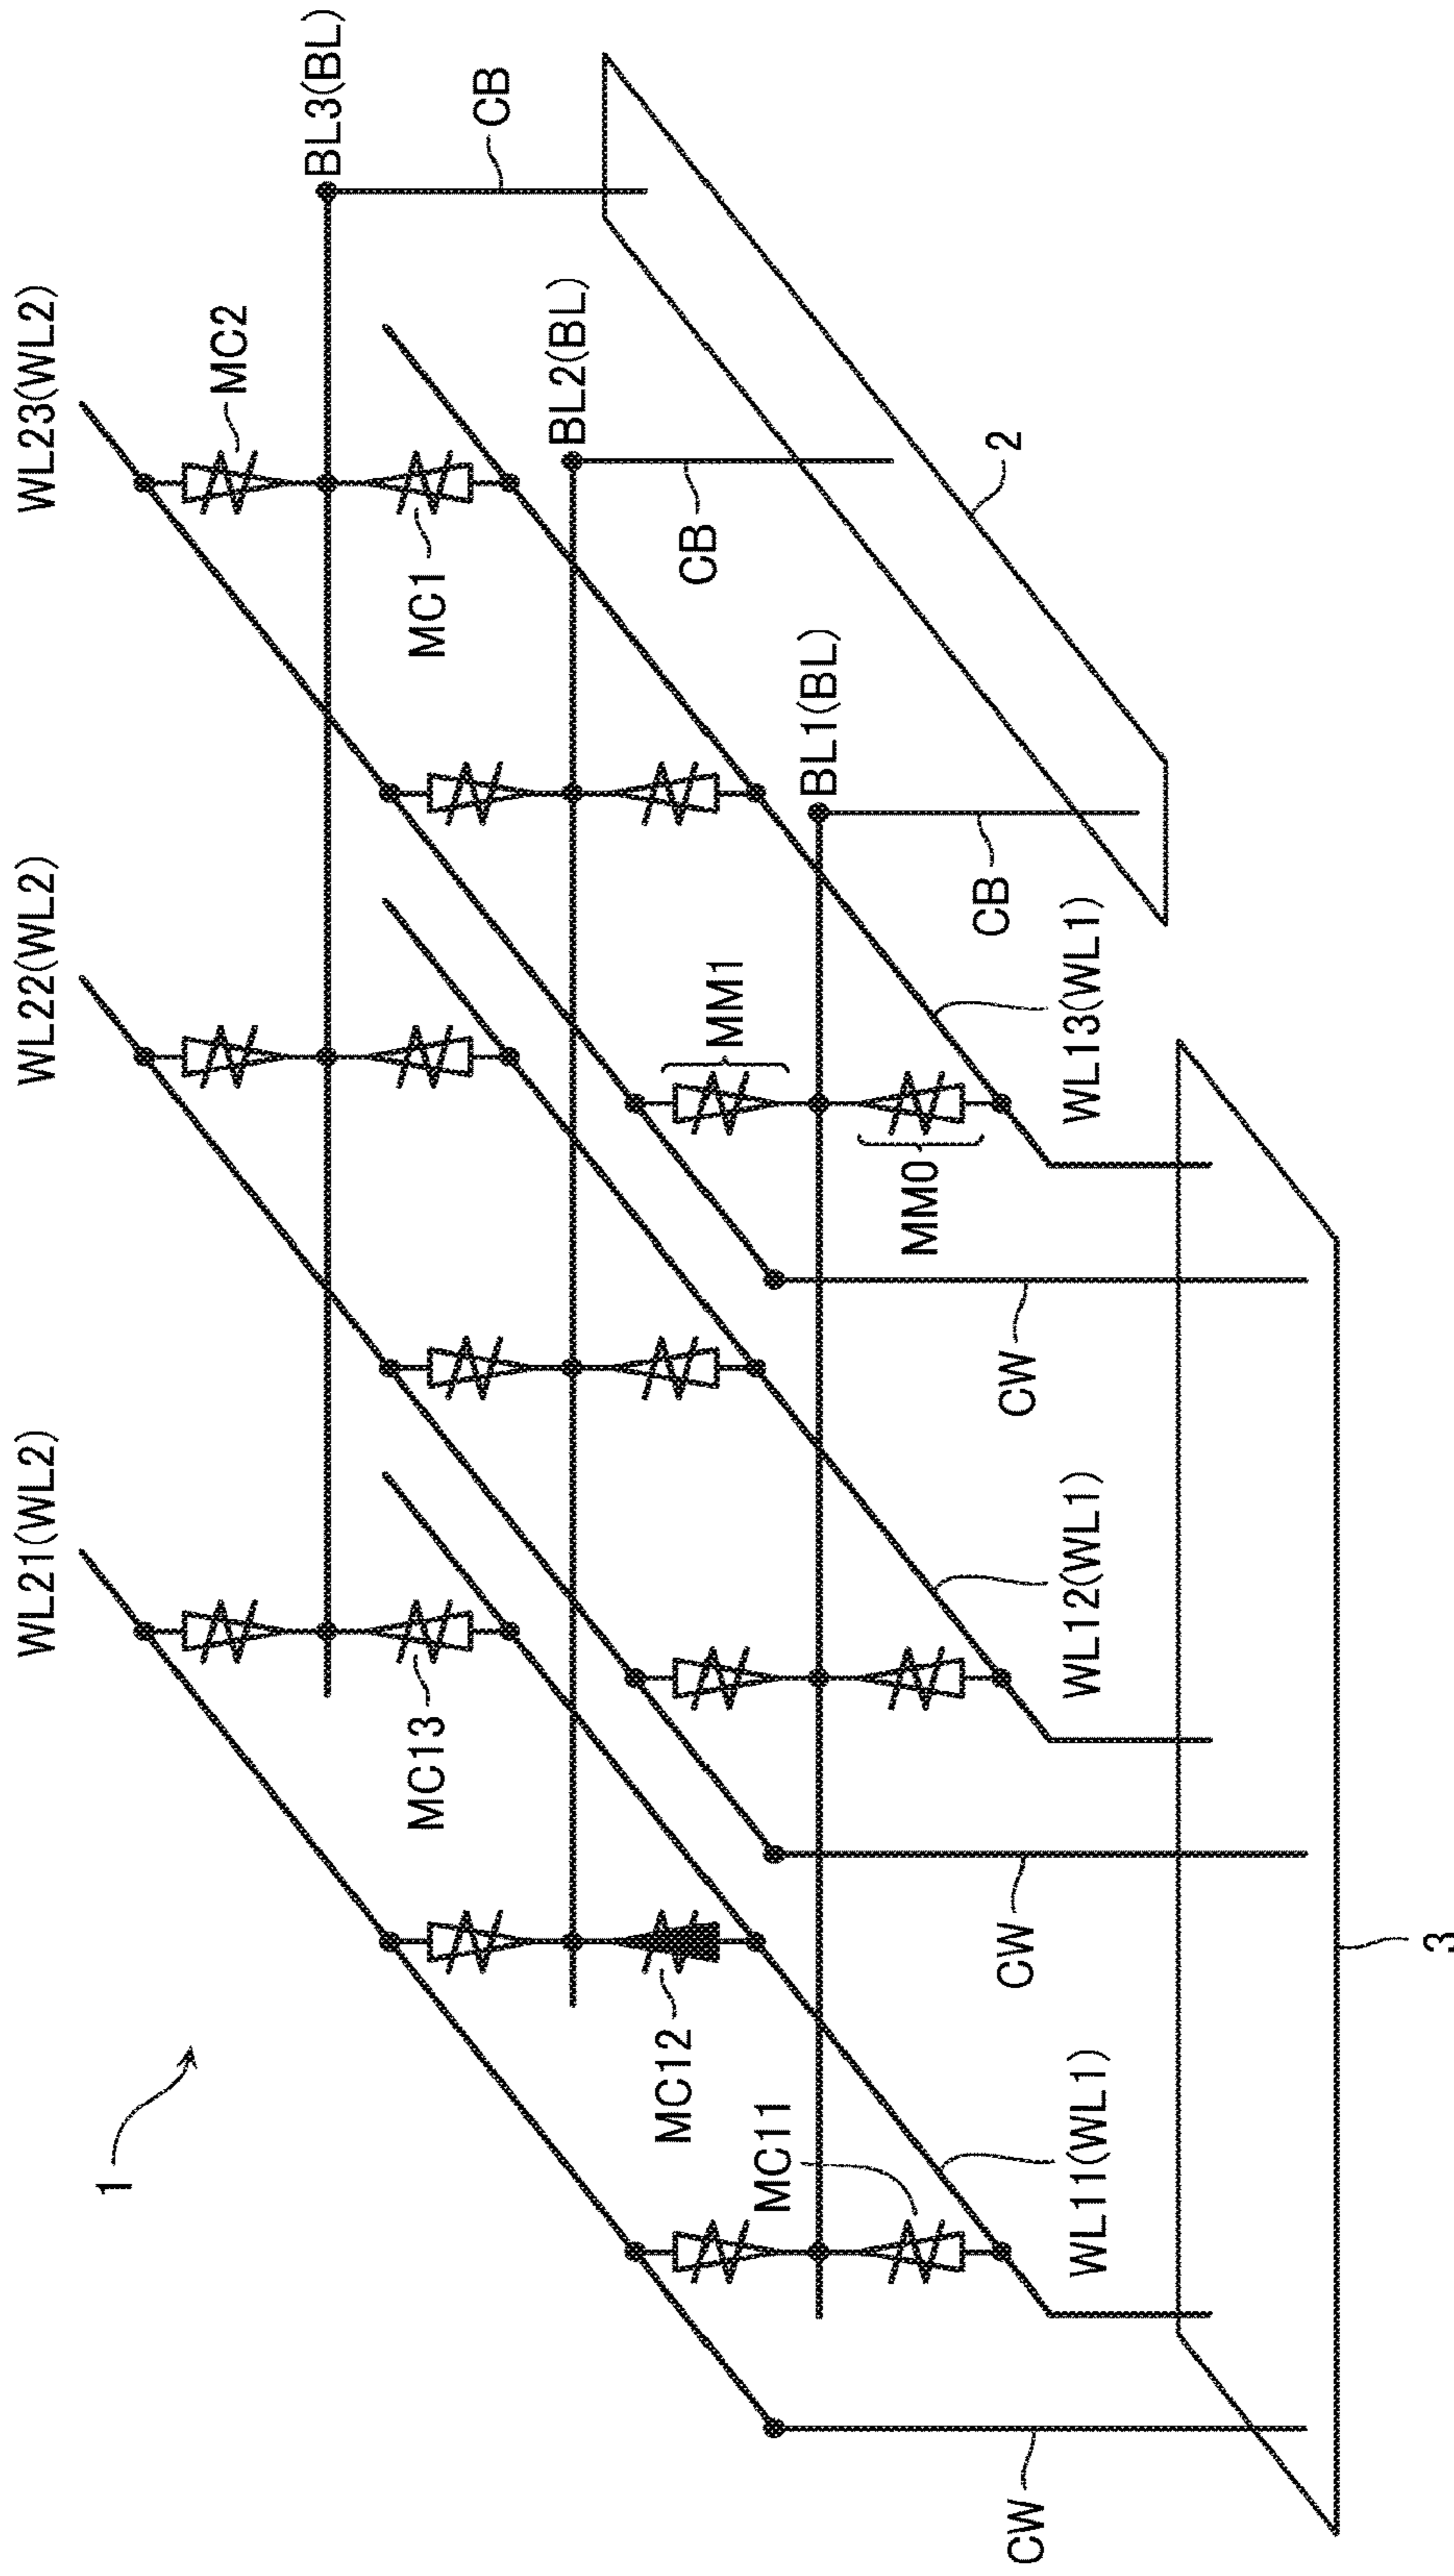 WL23(WL2)
WL22(WL2)
WL21(WL2)
BL3(BL)
MC2
CB
MC1
BL2(BL)
CB
2
BL1(BL)
CB
MM1
MM0
WL13(WL1)
CW
MC13
WL12(WL1)
CW
3
1
MC12
MC11
WL11(WL1)
CW